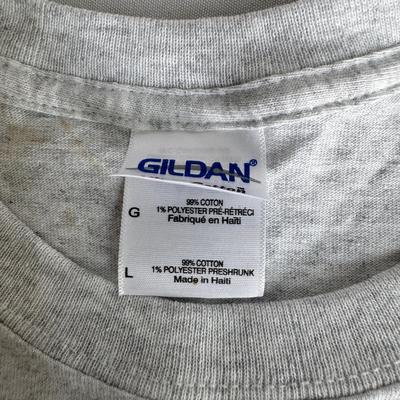 GILDAN®
99% COTON
G 1% POLYESTER PRÉ-RÉTRÉCI
Fabriqué en Haïti
99% COTTON
L 1% POLYESTER PRESHRUNK
Made in Haiti